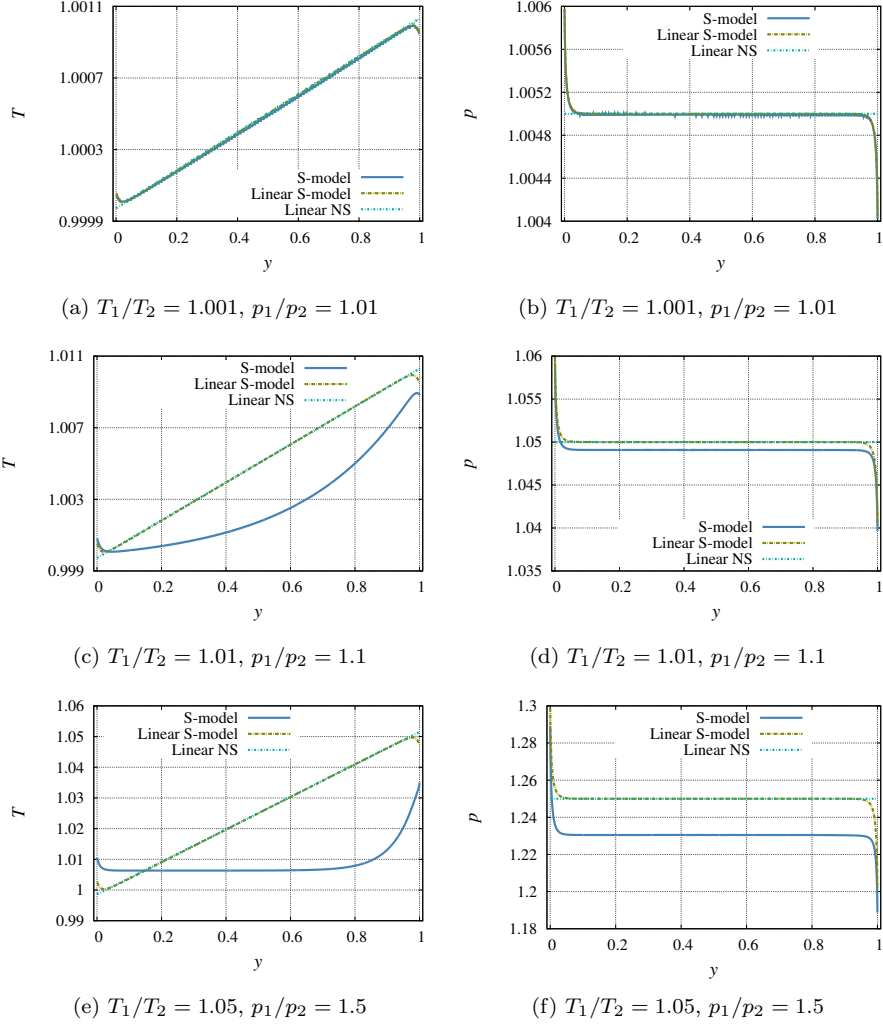 1.0011
1.0007
1.0003
0.9999
T
S-model
Linear S-model
Linear NS
0 0.2 0.4 0.6 0.8 1
y
(a) T1/T2 = 1.001, p1/p2 = 1.01
1.006
1.0056
1.0052
1.0048
1.0044
1.004
p
S-model
Linear S-model
Linear NS
0 0.2 0.4 0.6 0.8 1
y
(b) T1/T2 = 1.001, p1/p2 = 1.01
1.011
1.007
1.003
0.999
T
S-model
Linear S-model
Linear NS
0 0.2 0.4 0.6 0.8 1
y
(c) T1/T2 = 1.01, p1/p2 = 1.1
1.06
1.055
1.05
1.045
1.04
1.035
p
S-model
Linear S-model
Linear NS
0 0.2 0.4 0.6 0.8 1
y
(d) T1/T2 = 1.01, p1/p2 = 1.1
1.06
1.05
1.04
1.03
1.02
1.01
1
0.99
T
S-model
Linear S-model
Linear NS
0 0.2 0.4 0.6 0.8 1
y
(e) T1/T2 = 1.05, p1/p2 = 1.5
1.3
1.28
1.26
1.24
1.22
1.2
1.18
p
S-model
Linear S-model
Linear NS
0 0.2 0.4 0.6 0.8 1
y
(f) T1/T2 = 1.05, p1/p2 = 1.5